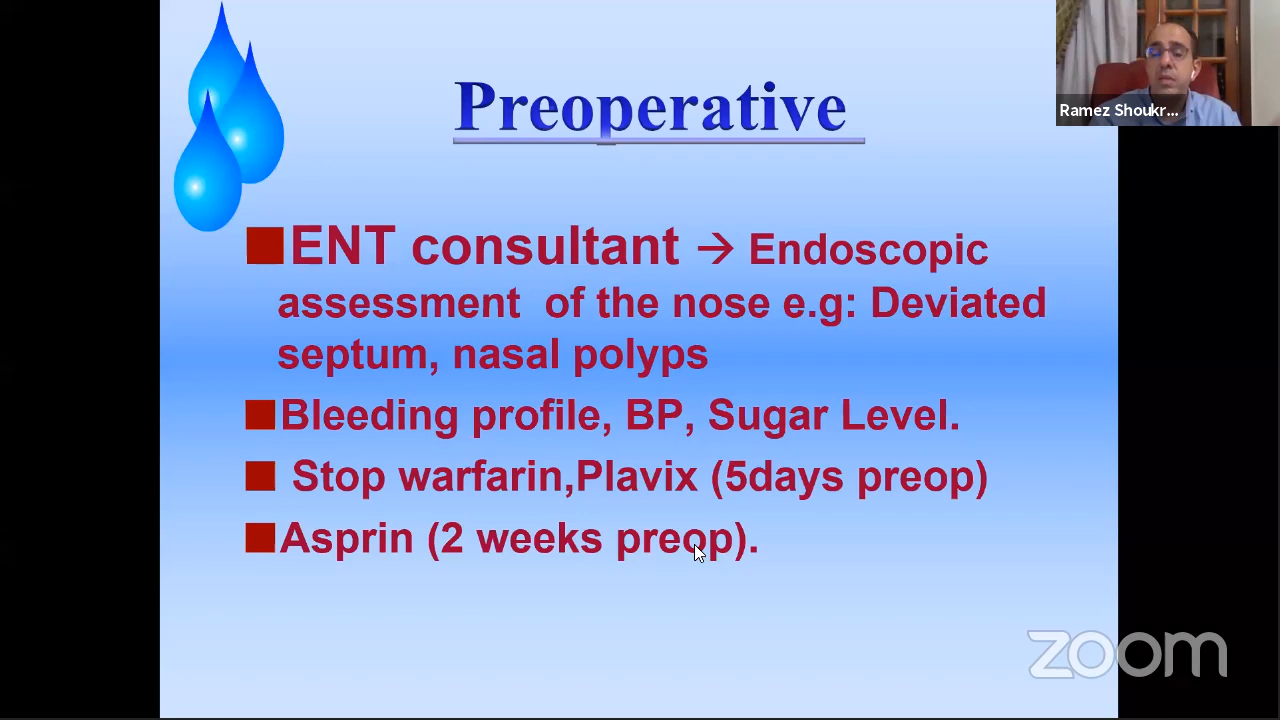 Preoperative
Ramez Shoukr...
ENT consultant → Endoscopic
assessment of the nose e.g: Deviated
septum, nasal polyps
Bleeding profile, BP, Sugar Level.
Stop warfarin,Plavix (5days preop)
Asprin (2 weeks preop).
zoom